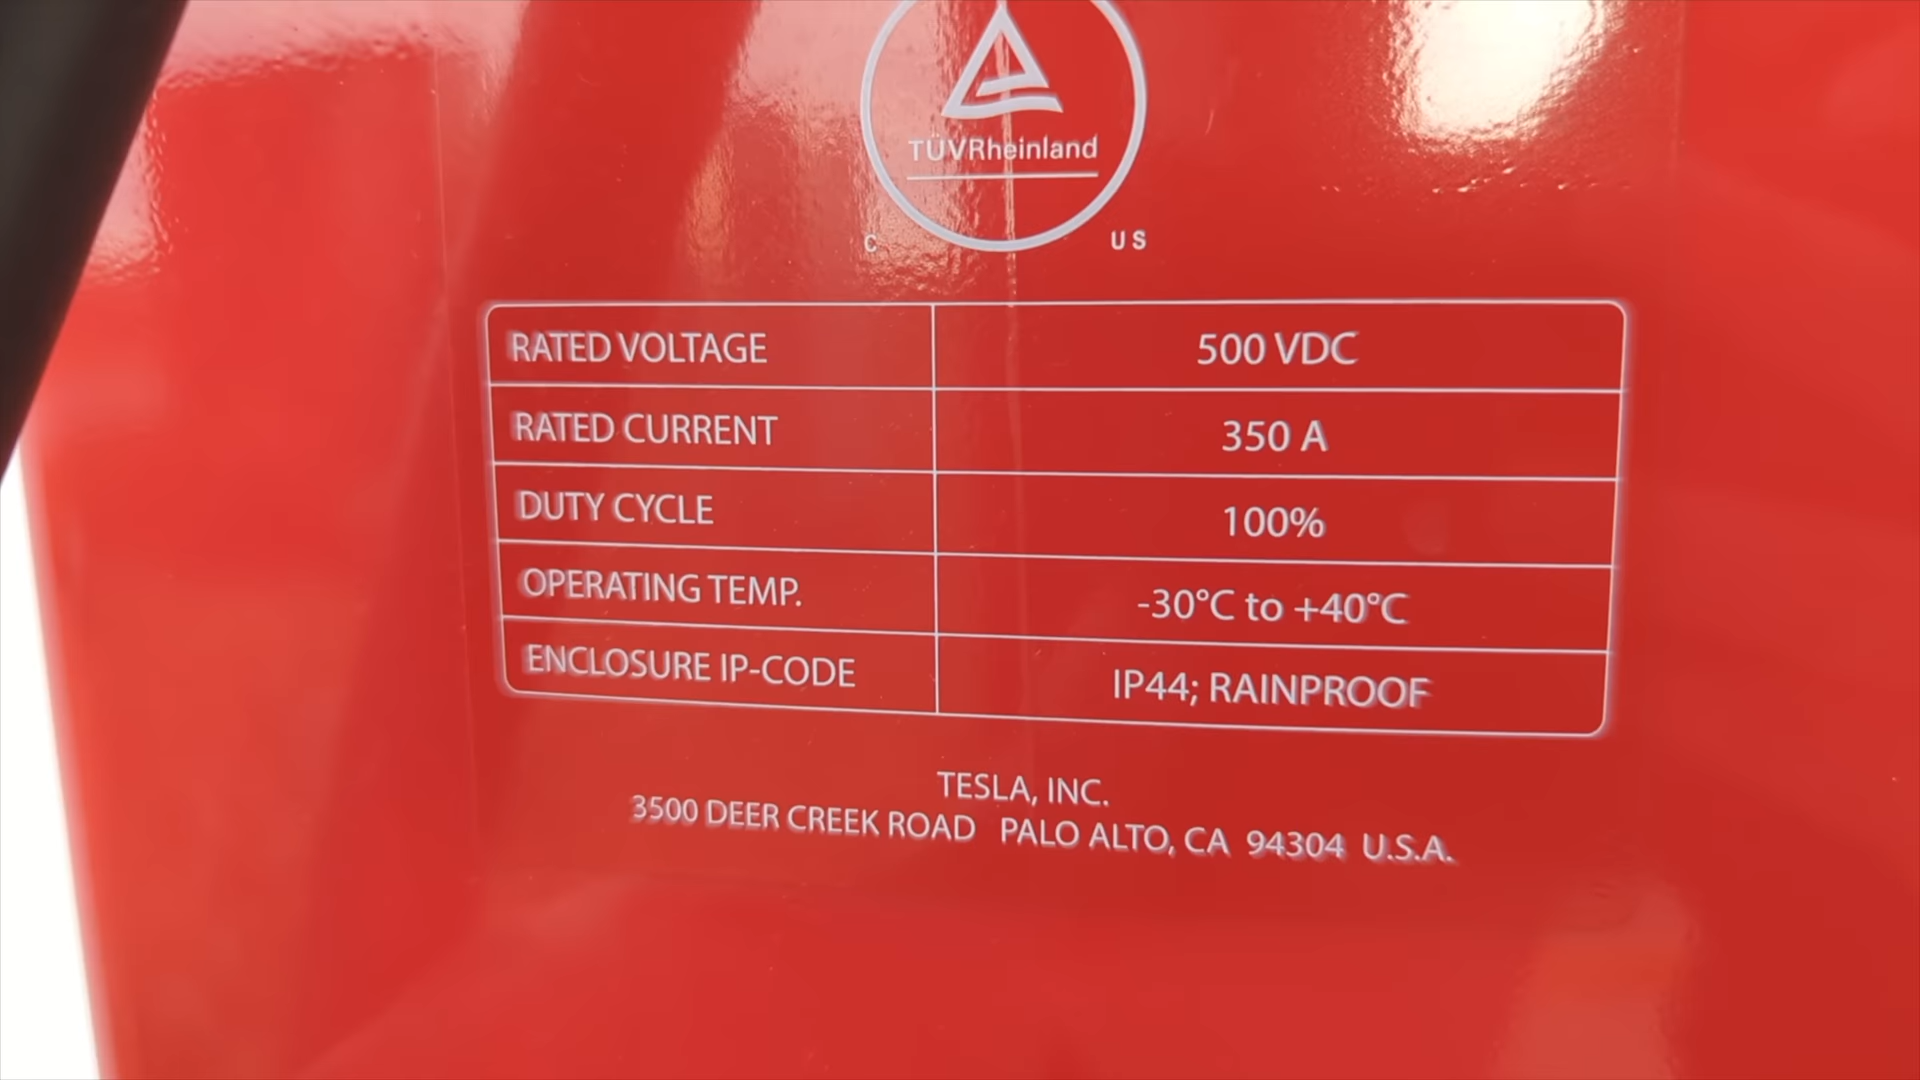 TÜVRheinland
C US
RATED VOLTAGE 500 VDC
RATED CURRENT 350 A
DUTY CYCLE 100%
OPERATING TEMP. -30°C to +40°C
ENCLOSURE IP-CODE IP44; RAINPROOF
TESLA, INC.
3500 DEER CREEK ROAD PALO ALTO, CA 94304 U.S.A.